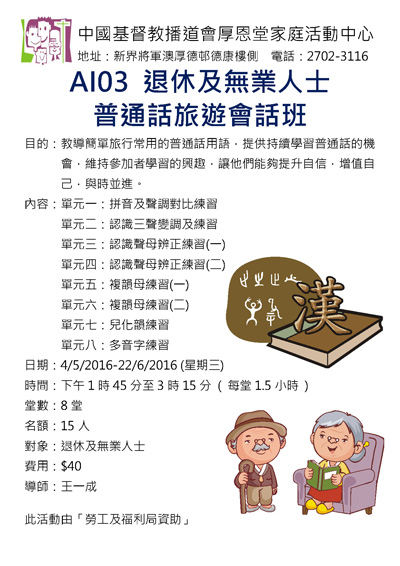 中國基督教播道會厚恩堂家庭活動中心
地址：新界將軍澳厚德邨德康樓側　電話：2702-3116
AI03 退休及無業人士
普通話旅遊會話班
目的：教導簡單旅行常用的普通話用語，提供持續學習普通話的機
會，維持參加者學習的興趣，讓他們能夠提升自信，增值自
己，與時並進。
內容：單元一：拼音及聲調對比練習
單元二：認識三聲變調及練習
單元三：認識聲母辨正練習(一)
單元四：認識聲母辨正練習(二)
單元五：複韻母練習(一)
單元六：複韻母練習(二)
單元七：兒化韻練習
單元八：多音字練習
漢
日期：4/5/2016-22/6/2016 (星期三)
時間：下午 1 時 45 分至 3 時 15 分（ 每堂 1.5 小時 ）
堂數：8 堂
名額：15 人
對象：退休及無業人士
費用：$40
導師：王一成
此活動由「勞工及福利局資助」